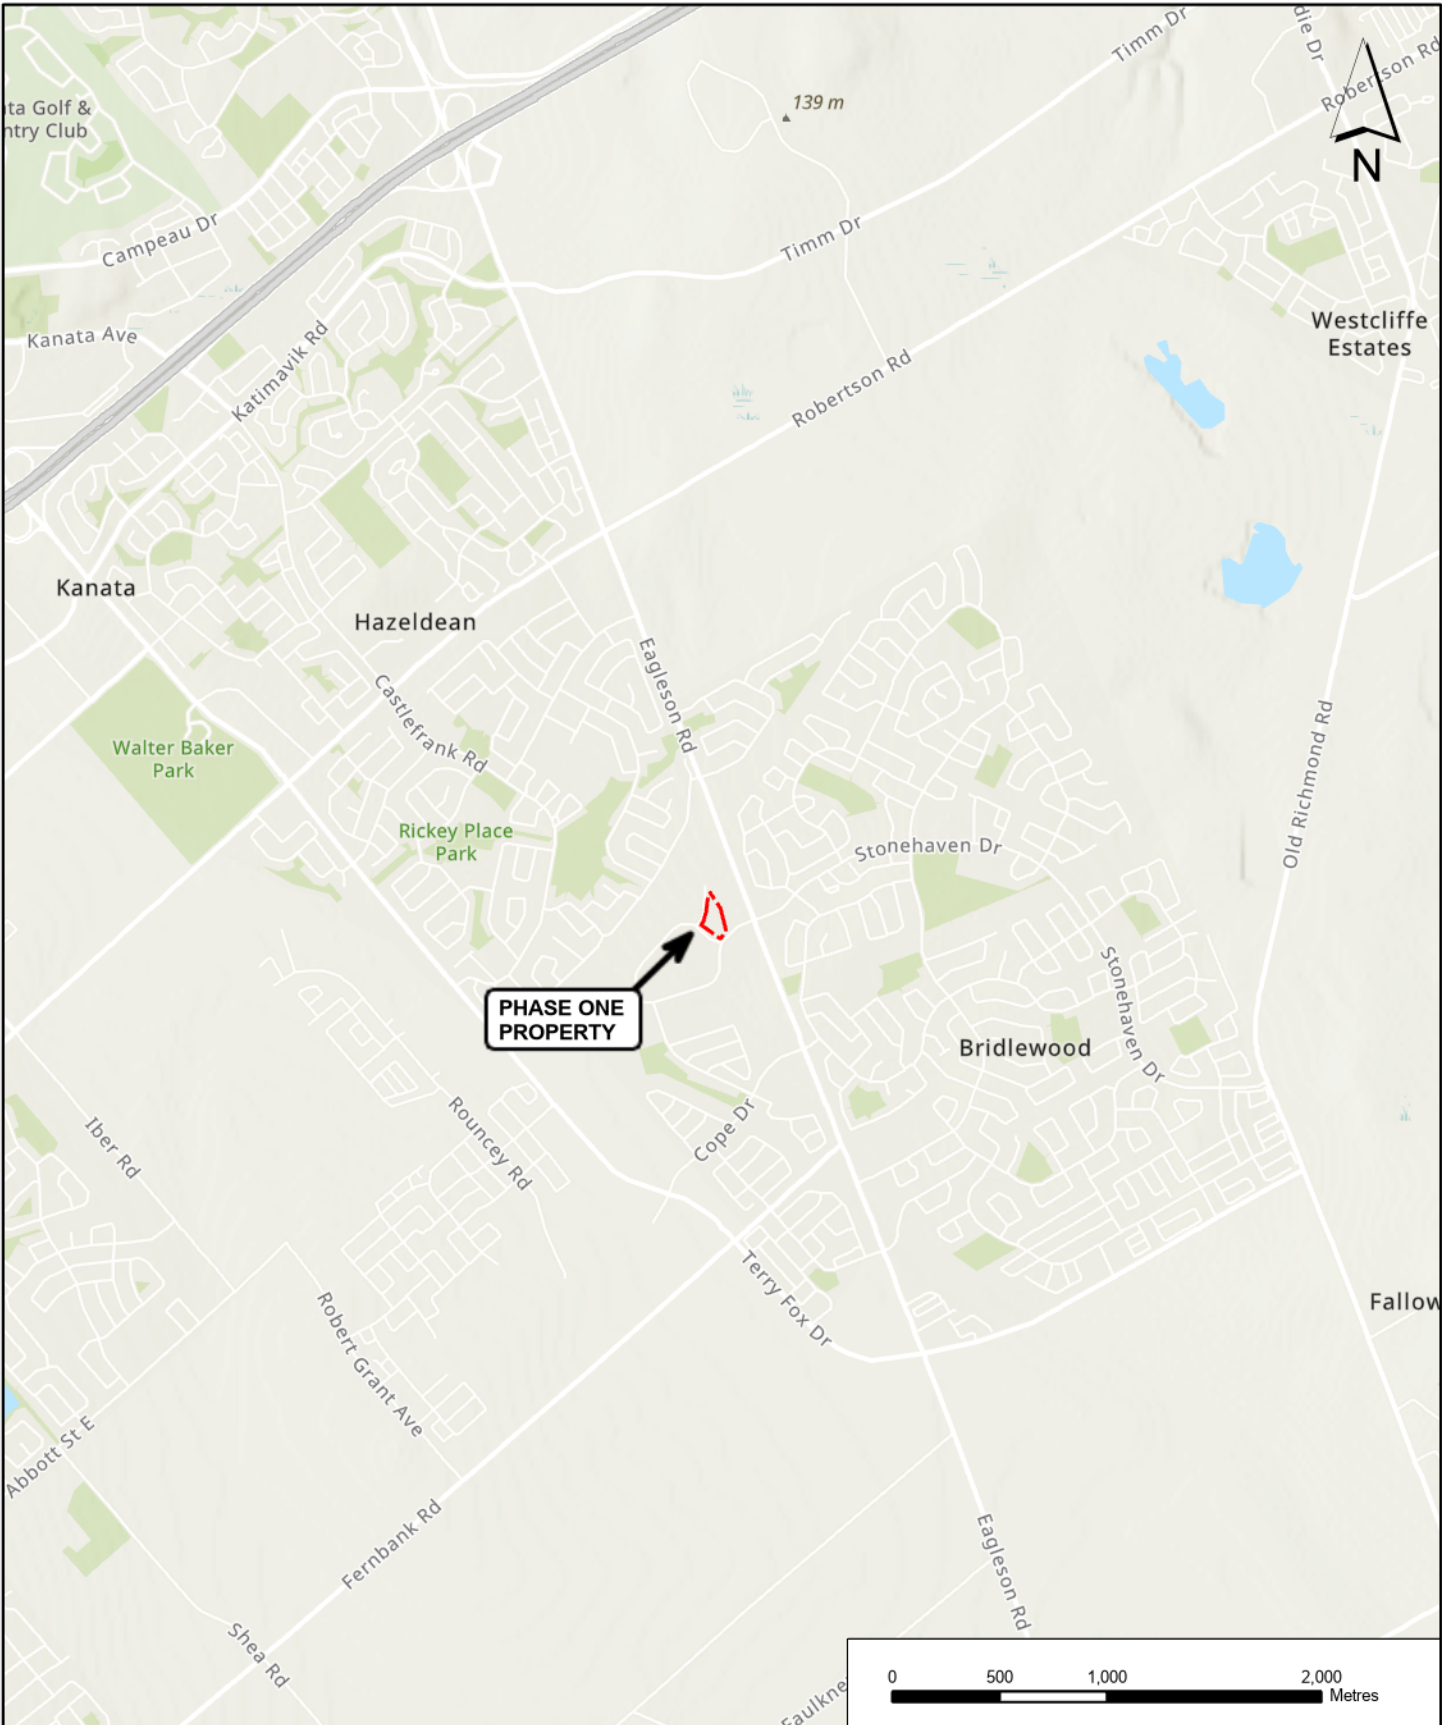 Timm Dr
die Dr
Robertson Rd
139 m
ta Golf &
ntry Club
N
Campeau Dr
Timm Dr
Kanata Ave
Katimavik Rd
Westcliffe
Estates
Robertson Rd
Kanata
Hazeldean
Eagleson Rd
Castlefrank Rd
Walter Baker
Park
Old Richmond Rd
Rickey Place
Park
Stonehaven Dr
PHASE ONE
PROPERTY
Stonehaven Dr
Bridlewood
Iber Rd
Rouncey Rd
Cope Dr
Terry Fox Dr
Fallow
Robert Grant Ave
Abbott St E
Fernbank Rd
Eagleson Rd
Shea Rd
Faulkne
0 500 1,000 2,000
Metres